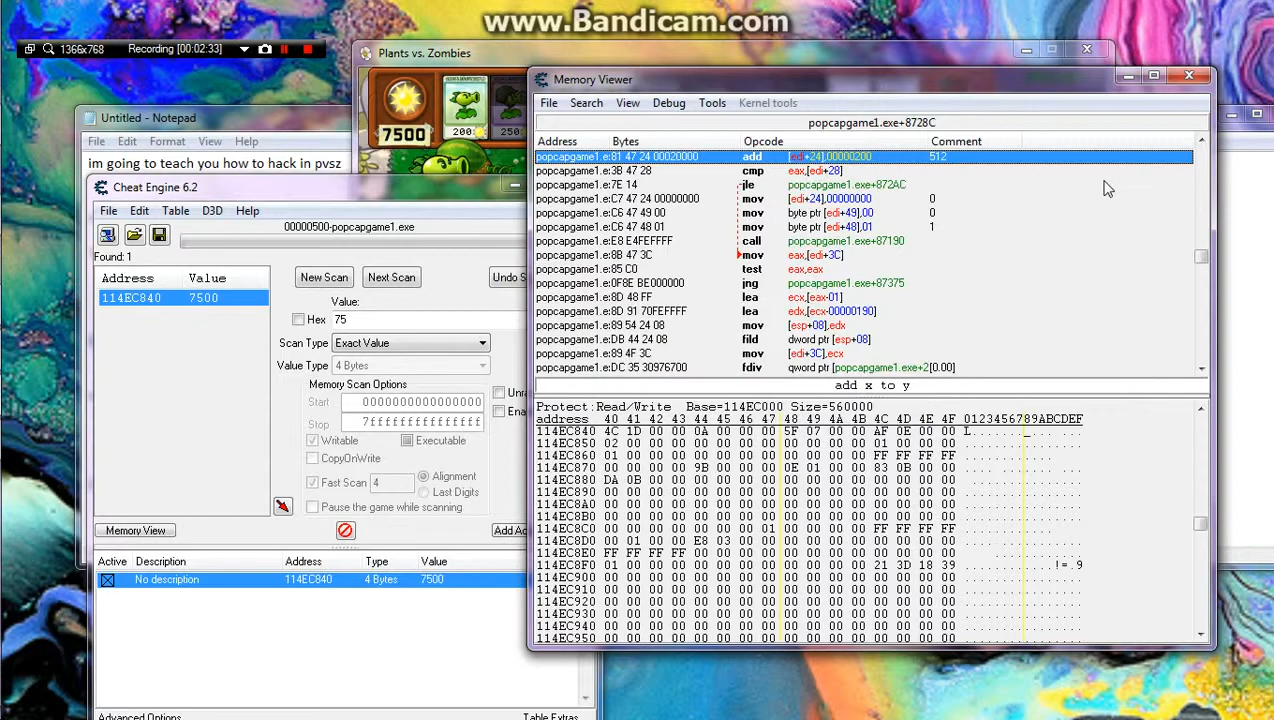 www.Bandicam.com
1366x768 Recording [00:02:33]
Plants vs. Zombies
7500
200
250
Untitled - Notepad
File Edit Format View Help
im going to teach you how to hack in pvsz
Cheat Engine 6.2
File Edit Table D3D Help
00000500-popcapgame1.exe
Found: 1
Address Value
114EC840 7500
New Scan Next Scan Undo S
Value:
Hex 75
Scan Type Exact Value
Value Type 4 Bytes
Memory Scan Options
Start 0000000000000000
Stop 7fffffffffffffff
Writable Executable
CopyOnWrite
Fast Scan 4 Alignment
Last Digits
Pause the game while scanning
Unra
Ena
Memory View
Add Ad
Active Description Address Type Value
No description 114EC840 4 Bytes 7500
Advanced Options
Table Extras
Memory Viewer
File Search View Debug Tools Kernel tools
popcapgame1.exe+8728C
Address Bytes Opcode Comment
popcapgame1.e:81 47 24 00020000 add [edi+24],00000200 512
popcapgame1.e:3B 47 28 cmp eax,[edi+28]
popcapgame1.e:7E 14 jle popcapgame1.exe+872AC
popcapgame1.e:C7 47 24 00000000 mov [edi+24],00000000 0
popcapgame1.e:C6 47 49 00 mov byte ptr [edi+49],00 0
popcapgame1.e:C6 47 48 01 mov byte ptr [edi+48],01 1
popcapgame1.e:E8 E4FEFFFF call popcapgame1.exe+87190
popcapgame1.e:8B 47 3C mov eax,[edi+3C]
popcapgame1.e:85 C0 test eax,eax
popcapgame1.e:0F8E BE000000 jng popcapgame1.exe+87375
popcapgame1.e:8D 48 FF lea ecx,[eax-01]
popcapgame1.e:8D 91 70FEFFFF lea edx,[ecx-00000190]
popcapgame1.e:89 54 24 08 mov [esp+08],edx
popcapgame1.e:DB 44 24 08 fild dword ptr [esp+08]
popcapgame1.e:89 4F 3C mov [edi+3C],ecx
popcapgame1.e:DC 35 30976700 fdiv qword ptr [popcapgame1.exe+2[0.00]
add x to y
Protect:Read/Write Base=114EC000 Size=560000
address 40 41 42 43 44 45 46 47 48 49 4A 4B 4C 4D 4E 4F 0123456789ABCDEF
114EC840 4C 1D 00 00 0A 00 00 00 5F 07 00 00 AF 0E 00 00 L......._.......
114EC850 02 00 00 00 00 00 00 00 00 00 00 00 01 00 00 00
114EC860 01 00 00 00 00 00 00 00 00 00 00 00 FF FF FF FF
114EC870 00 00 00 00 9E 00 00 00 0E 01 00 00 83 0B 00 00
114EC880 DA 0B 00 00 00 00 00 00 00 00 00 00 00 00 00 00
114EC890 00 00 00 00 00 00 00 00 00 00 00 00 00 00 00 00
114EC8A0 00 00 00 00 00 00 00 00 00 00 00 00 00 00 00 00
114EC8B0 00 00 00 00 00 00 00 00 00 00 00 00 00 00 00 00
114EC8C0 00 00 00 00 00 00 00 01 00 00 00 00 FF FF FF FF
114EC8D0 00 01 00 00 E8 03 00 00 00 00 00 00 00 00 00 00
114EC8E0 FF FF FF FF 00 00 00 00 00 00 00 00 00 00 00 00
114EC8F0 01 00 00 00 00 00 00 00 00 00 00 00 21 3D 18 39 ............!=.9
114EC900 00 00 00 00 00 00 00 00 00 00 00 00 00 00 00 00
114EC910 00 00 00 00 00 00 00 00 00 00 00 00 00 00 00 00
114EC920 00 00 00 00 00 00 00 00 00 00 00 00 00 00 00 00
114EC930 00 00 00 00 00 00 00 00 00 00 00 00 00 00 00 00
114EC940 00 00 00 00 00 00 00 00 00 00 00 00 00 00 00 00
114EC950 00 00 00 00 00 00 00 00 00 00 00 00 00 00 00 00